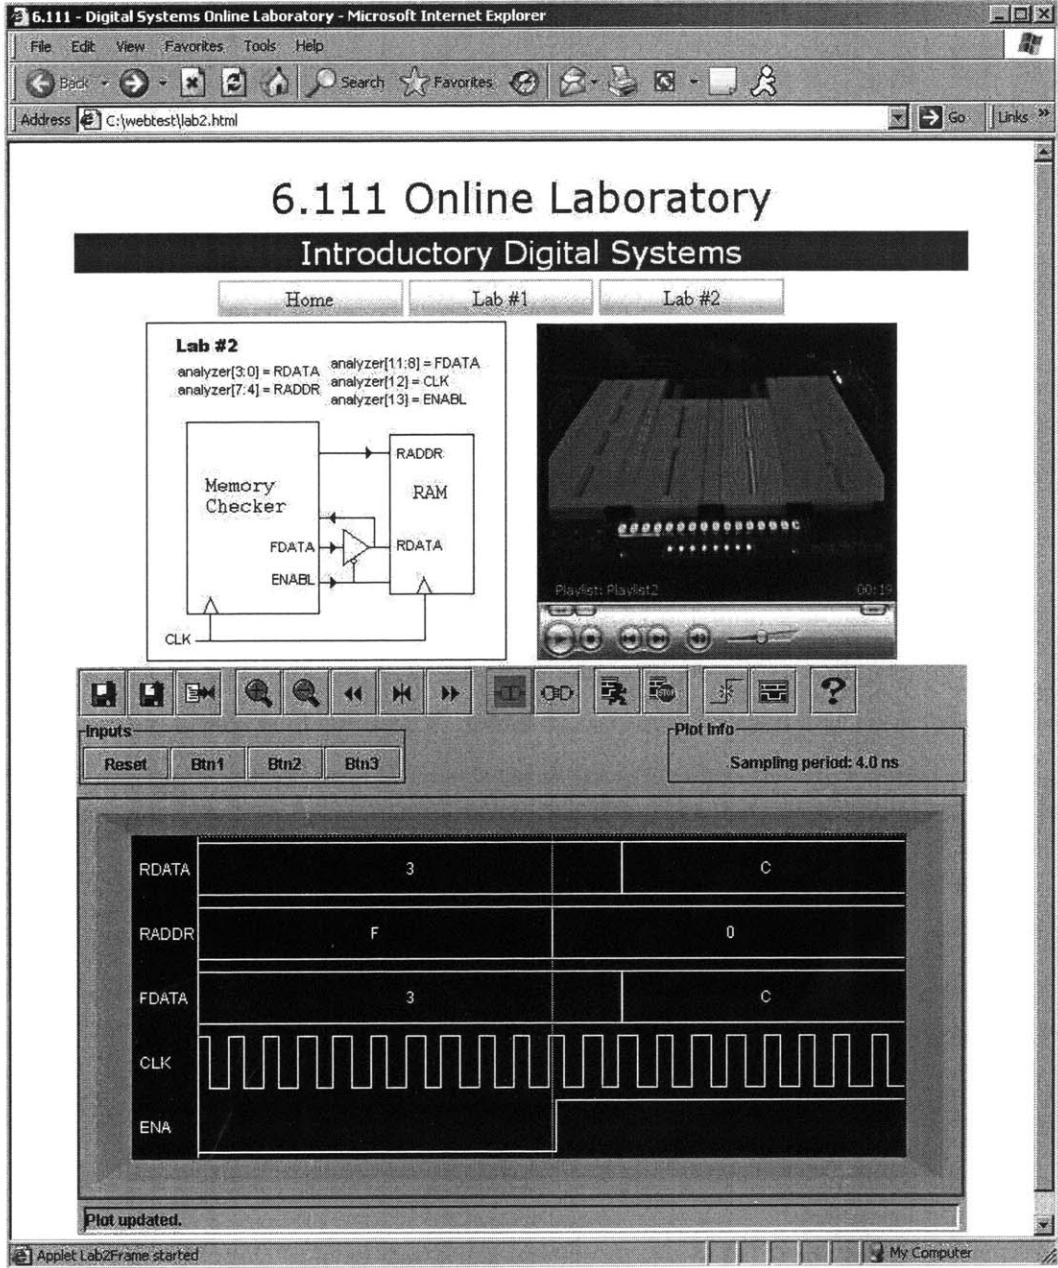 6.111 - Digital Systems Online Laboratory - Microsoft Internet Explorer
File Edit View Favorites Tools Help
Back Search Favorites
Address C:\webtest\lab2.html Go Links »
6.111 Online Laboratory
Introductory Digital Systems
Home Lab #1 Lab #2
Lab #2
analyzer[3:0] = RDATA analyzer[11:8] = FDATA
analyzer[7:4] = RADDR analyzer[12] = CLK
analyzer[13] = ENABL
Memory Checker
RADDR
RAM
FDATA RDATA
ENABL
CLK
Playlist: Playlist2 00:19
STOP
Inputs
Reset Btn1 Btn2 Btn3
Plot Info
Sampling period: 4.0 ns
RDATA 3 C
RADDR F 0
FDATA 3 C
CLK
ENA
Plot updated.
Applet Lab2Frame started My Computer